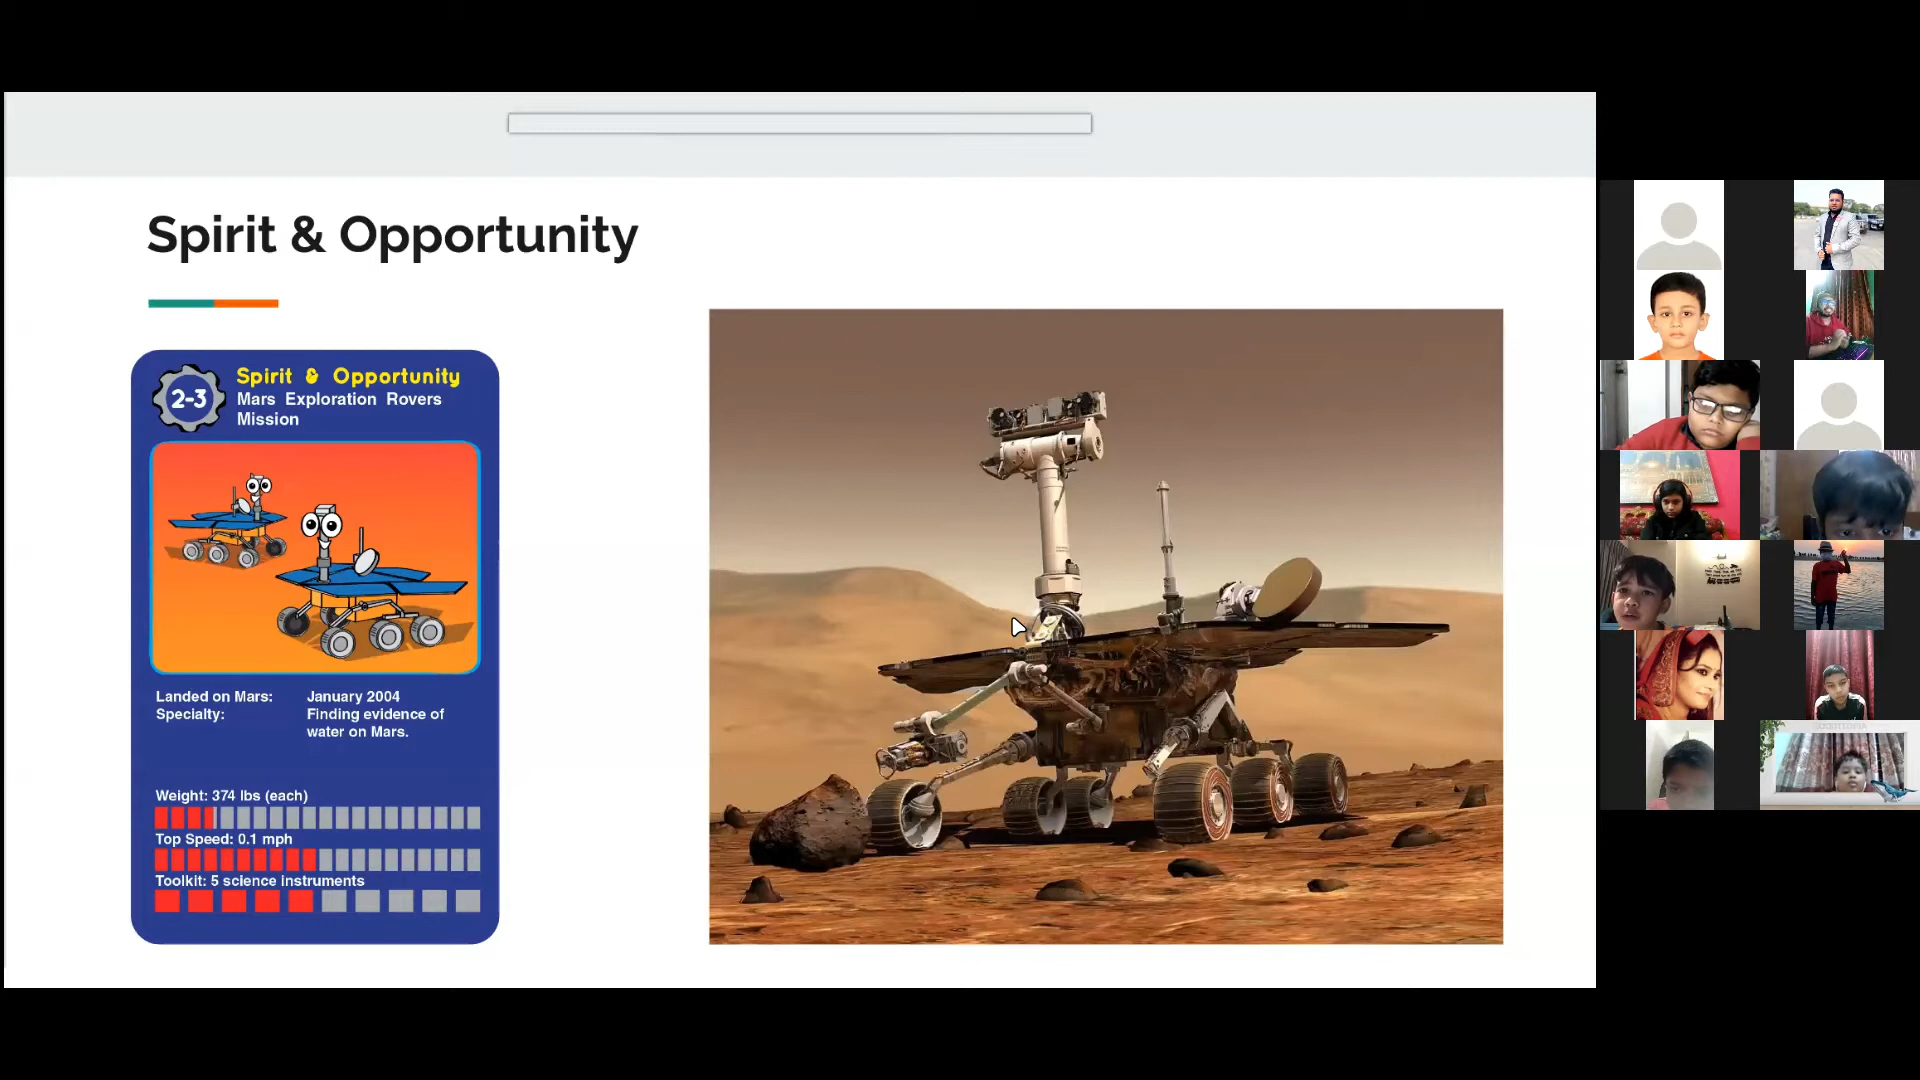 Spirit & Opportunity
2-3
Spirit & Opportunity
Mars Exploration Rovers
Mission
Landed on Mars: January 2004
Specialty: Finding evidence of
water on Mars.
Weight: 374 lbs (each)
Top Speed: 0.1 mph
Toolkit: 5 science instruments